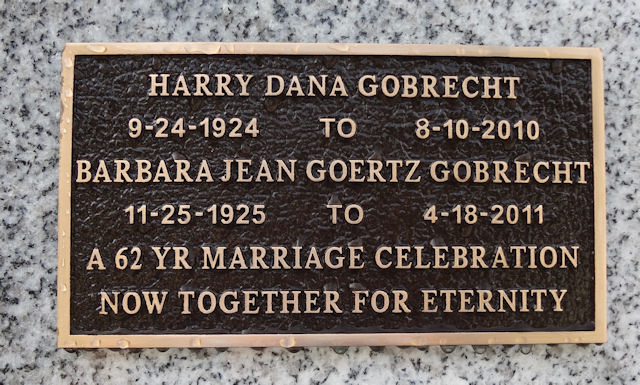 HARRY DANA GOBRECHT
9-24-1924 TO 8-10-2010
BARBARA JEAN GOERTZ GOBRECHT
11-25-1925 TO 4-18-2011
A 62 YR MARRIAGE CELEBRATION
NOW TOGETHER FOR ETERNITY